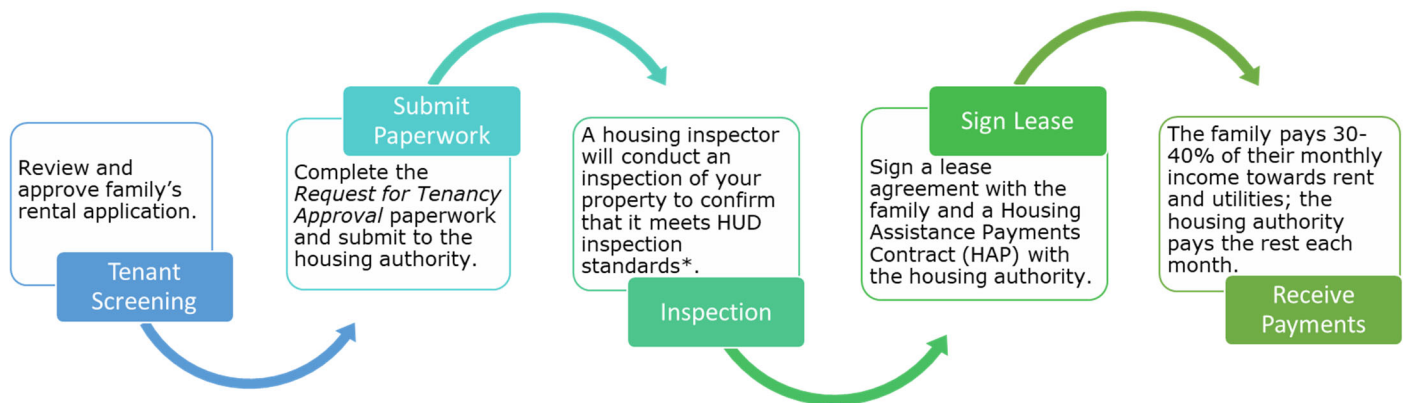 Review and
approve family's
rental application.
Tenant
Screening
Submit
Paperwork
Complete the
Request for Tenancy
Approval paperwork
and submit to the
housing authority.
A housing inspector
will conduct an
inspection of your
property to confirm
that it meets HUD
inspection
standards*.
Inspection
Sign Lease
Sign a lease
agreement with the
family and a Housing
Assistance Payments
Contract (HAP) with
the housing authority.
The family pays 30-
40% of their monthly
income towards rent
and utilities; the
housing authority
pays the rest each
month.
Receive
Payments